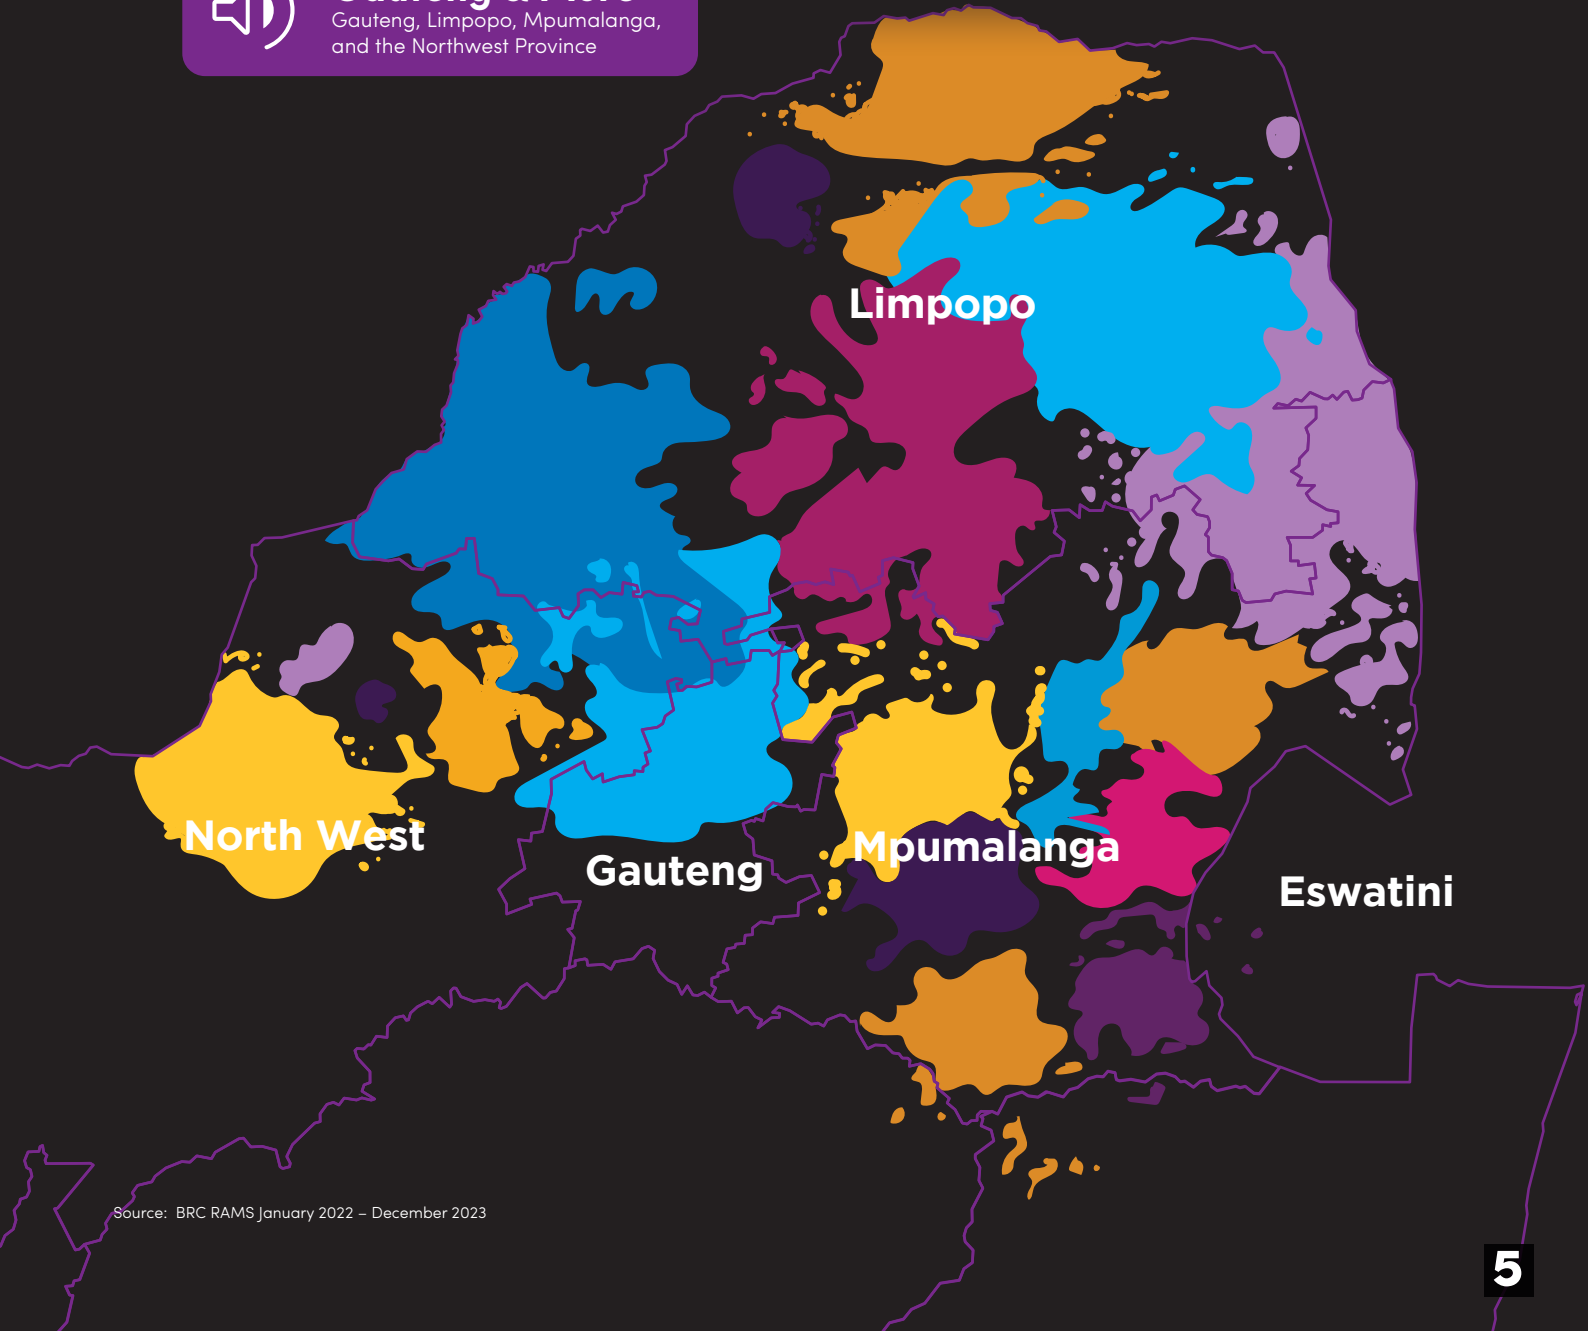 Gauteng, Limpopo, Mpumalanga,
and the Northwest Province
Limpopo
North West
Mpumalanga
Gauteng
Eswatini
Source: BRC RAMS January 2022 – December 2023
5